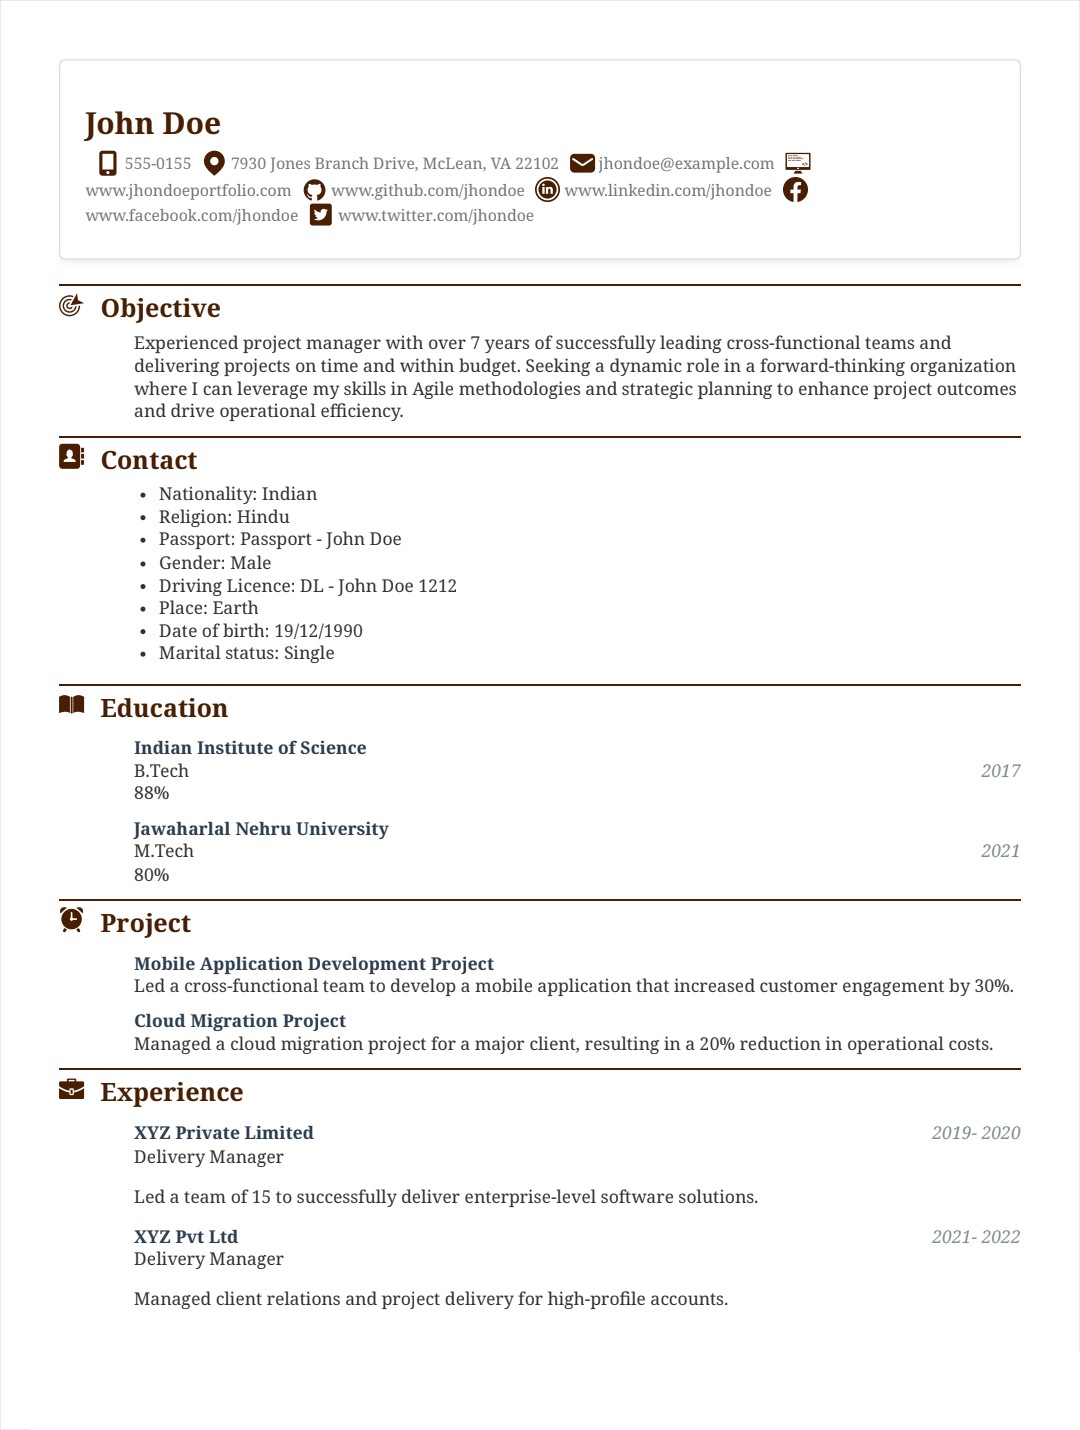 John Doe
555-0155 7930 Jones Branch Drive, McLean, VA 22102 jhondoe@example.com
www.jhondoeportfolio.com www.github.com/jhondoe www.linkedin.com/jhondoe
www.facebook.com/jhondoe www.twitter.com/jhondoe
Objective
Experienced project manager with over 7 years of successfully leading cross-functional teams and
delivering projects on time and within budget. Seeking a dynamic role in a forward-thinking organization
where I can leverage my skills in Agile methodologies and strategic planning to enhance project outcomes
and drive operational efficiency.
Contact
• Nationality: Indian
• Religion: Hindu
• Passport: Passport - John Doe
• Gender: Male
• Driving Licence: DL - John Doe 1212
• Place: Earth
• Date of birth: 19/12/1990
• Marital status: Single
Education
Indian Institute of Science
B.Tech 2017
88%
Jawaharlal Nehru University
M.Tech 2021
80%
Project
Mobile Application Development Project
Led a cross-functional team to develop a mobile application that increased customer engagement by 30%.
Cloud Migration Project
Managed a cloud migration project for a major client, resulting in a 20% reduction in operational costs.
Experience
XYZ Private Limited 2019- 2020
Delivery Manager
Led a team of 15 to successfully deliver enterprise-level software solutions.
XYZ Pvt Ltd 2021- 2022
Delivery Manager
Managed client relations and project delivery for high-profile accounts.